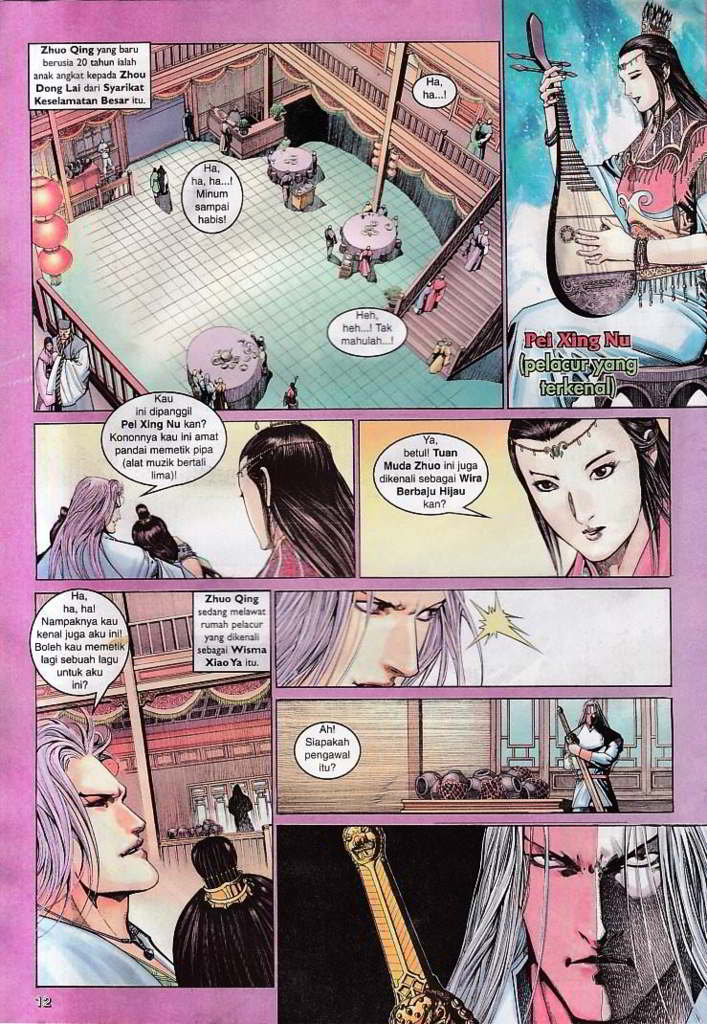 Zhuo Qing yang baru
berusia 20 tahun ialah
anak angkat kepada Zhou
Dong Lai dari Syarikat
Keselamatan Besar itu.
Ha,
ha...!
Ha,
ha, ha...!
Minum
sampai
habis!
Heh,
heh...! Tak
mahulah...!
Pei Xing Nu
(pelacur yang
terkenal)
Kau
ini dipanggil
Pei Xing Nu kan?
Kononnya kau ini amat
pandai memetik pipa
(alat muzik bertali
lima)!
Ya,
betul! Tuan
Muda Zhuo ini juga
dikenali sebagai Wira
Berbaju Hijau
kan?
Ha,
ha, ha!
Nampaknya kau
kenal juga aku ini!
Boleh kau memetik
lagi sebuah lagu
untuk aku
ini?
Zhuo Qing
sedang melawat
rumah pelacur
yang dikenali
sebagai Wisma
Xiao Ya itu.
Ah!
Siapakah
pengawal
itu?
12